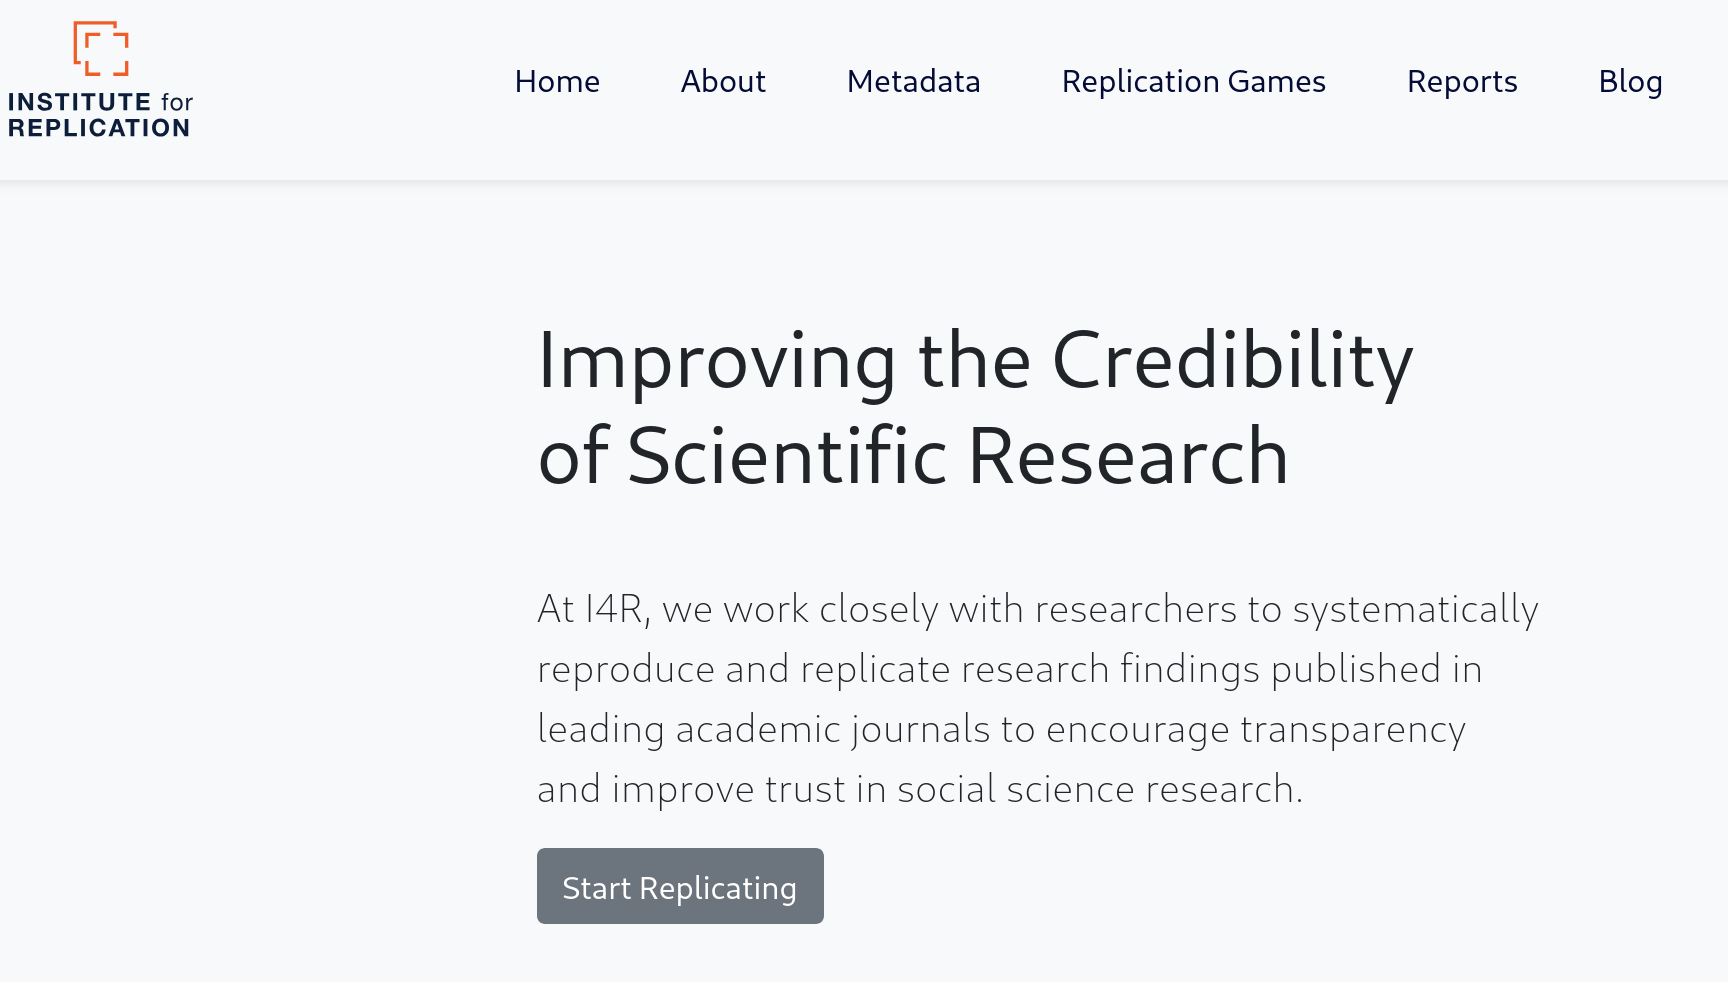 INSTITUTE for
REPLICATION
Home About Metadata Replication Games Reports Blog
Improving the Credibility
of Scientific Research
At I4R, we work closely with researchers to systematically
reproduce and replicate research findings published in
leading academic journals to encourage transparency
and improve trust in social science research.
Start Replicating